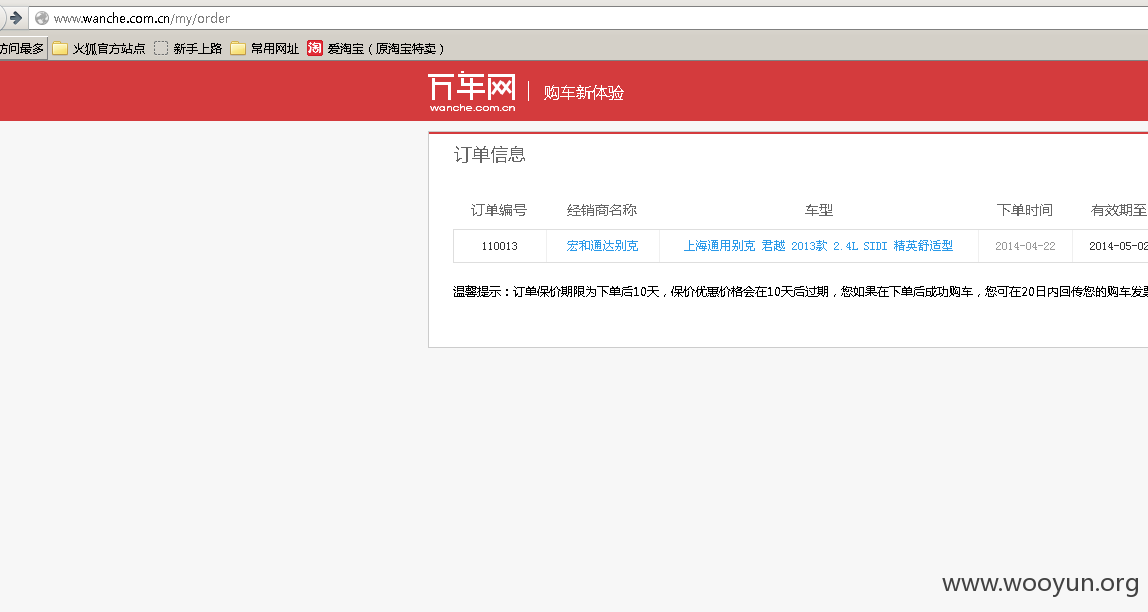 www.wanche.com.cn/my/order
访问最多 火狐官方站点 新手上路 常用网址 淘 爱淘宝（原淘宝特卖）
万车网 购车新体验
wanche.com.cn
订单信息
订单编号 经销商名称 车型 下单时间 有效期至
110013 宏和通达别克 上海通用别克 君越 2013款 2.4L SIDI 精英舒适型 2014-04-22 2014-05-02
温馨提示：订单保价期限为下单后10天，保价优惠价格会在10天后过期，您如果在下单后成功购车，您可在20日内回传您的购车发票
www.wooyun.org